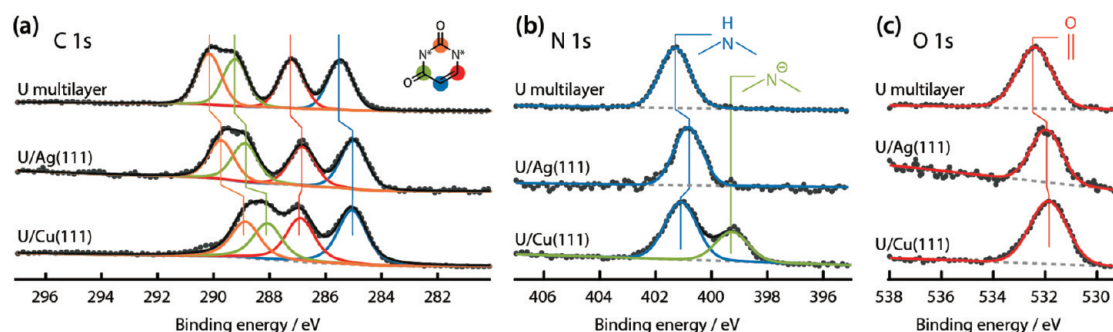 (a) C 1s
O
N* N*
O
U multilayer
U/Ag(111)
U/Cu(111)
296 294 292 290 288 286 284 282
Binding energy / eV
(b) N 1s
H
N
N⊖
U multilayer
U/Ag(111)
U/Cu(111)
406 404 402 400 398 396
Binding energy / eV
(c) O 1s
O
U multilayer
U/Ag(111)
U/Cu(111)
538 536 534 532 530
Binding energy / eV